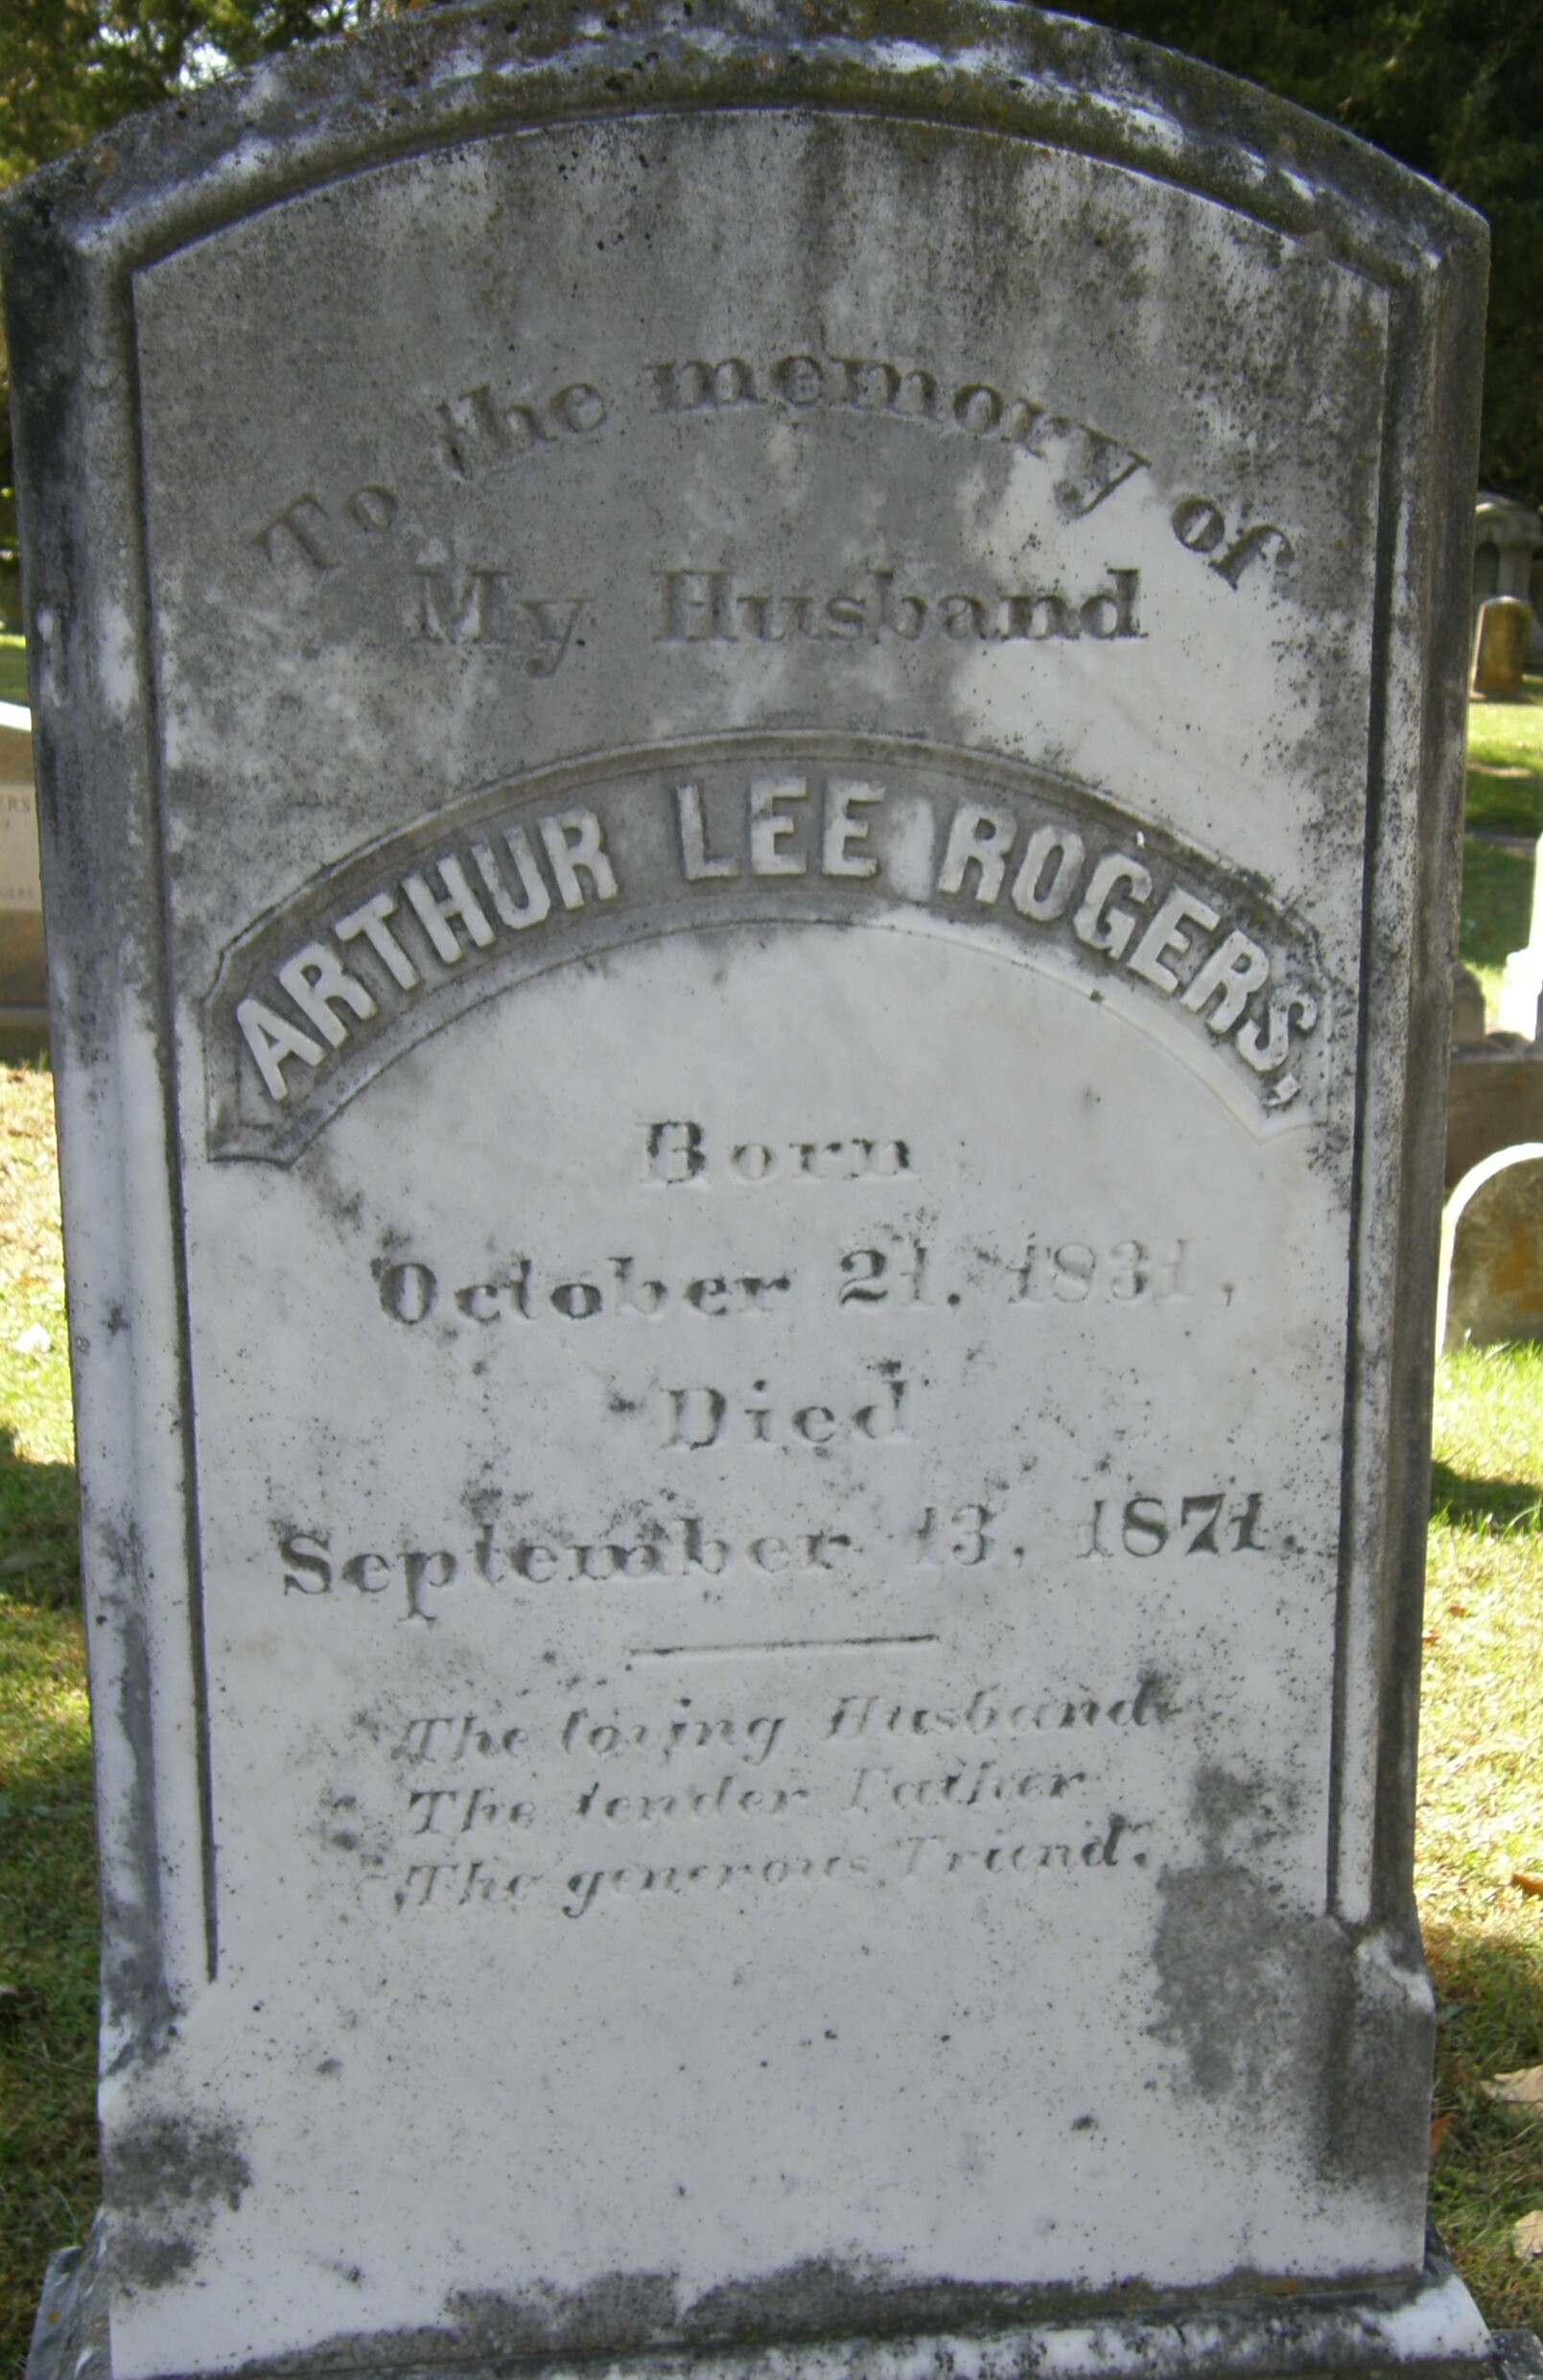 To the memory of
My Husband
ARTHUR LEE ROGERS,
Born
October 21. 1831,
Died
September 13, 1871.
The loving Husband
The tender Father
The generous Friend.